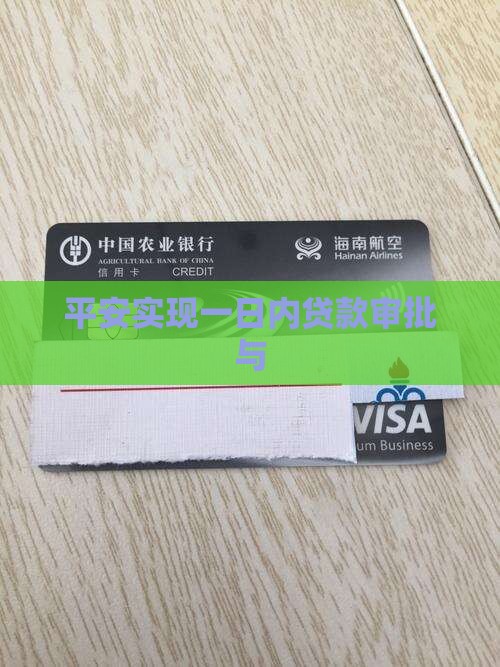 中国农业银行
AGRICULTURAL BANK OF CHINA
信用卡 CREDIT
海南航空
Hainan Airlines
平安实现一日内贷款审批
与
VISA
um Business